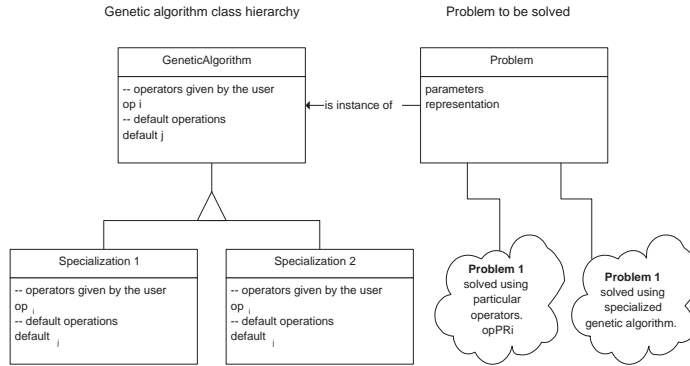 Genetic algorithm class hierarchy
Problem to be solved
GeneticAlgorithm
-- operators given by the user
op i
-- default operations
default j
is instance of
Problem
parameters
representation
Specialization 1
-- operators given by the user
op i
-- default operations
default j
Specialization 2
-- operators given by the user
op i
-- default operations
default j
Problem 1
solved using
particular
operators.
opPRi
Problem 1
solved using
specialized
genetic algorithm.